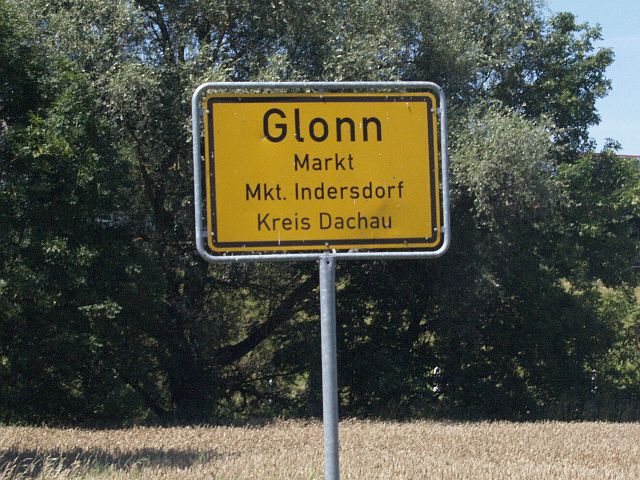 Glonn
Markt
Mkt. Indersdorf
Kreis Dachau